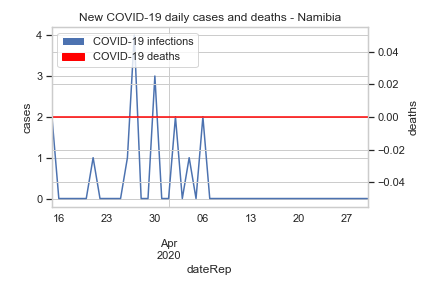 New COVID-19 daily cases and deaths - Namibia
COVID-19 infections
COVID-19 deaths
cases
4
3
2
1
0
0.04
0.02
0.00
−0.02
−0.04
deaths
16 23 30 06 13 20 27
Apr
2020
dateRep